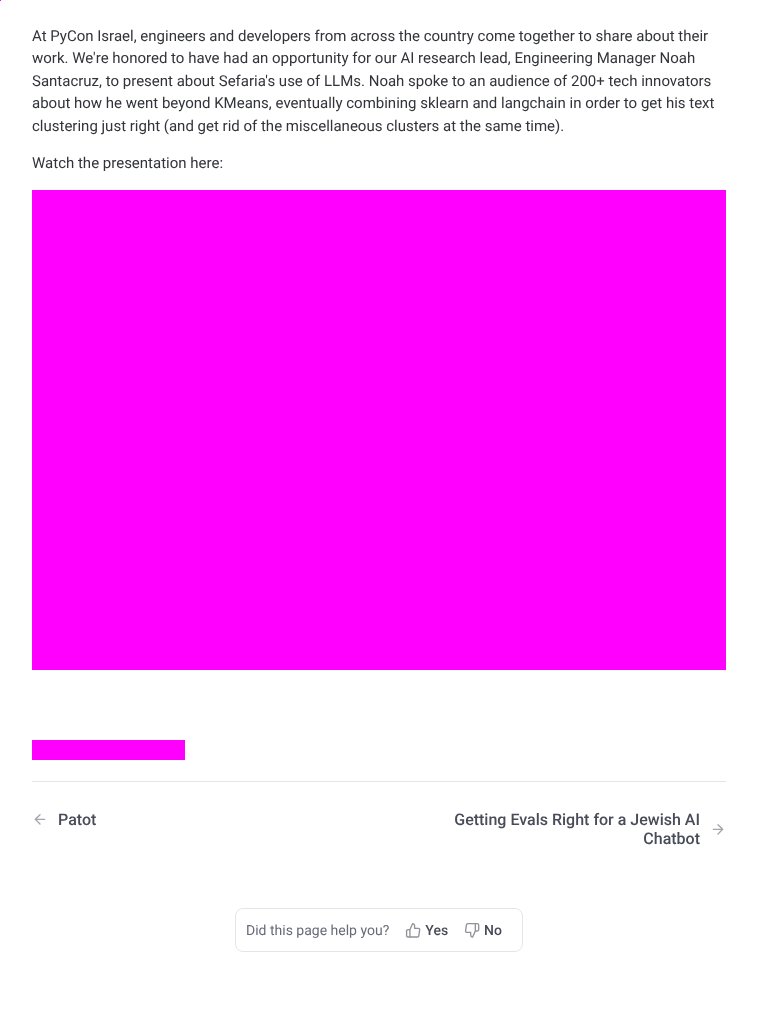 At PyCon Israel, engineers and developers from across the country come together to share about their
work. We're honored to have had an opportunity for our AI research lead, Engineering Manager Noah
Santacruz, to present about Sefaria's use of LLMs. Noah spoke to an audience of 200+ tech innovators
about how he went beyond KMeans, eventually combining sklearn and langchain in order to get his text
clustering just right (and get rid of the miscellaneous clusters at the same time).
Watch the presentation here:
Patot
Getting Evals Right for a Jewish AI
Chatbot
Did this page help you? Yes No